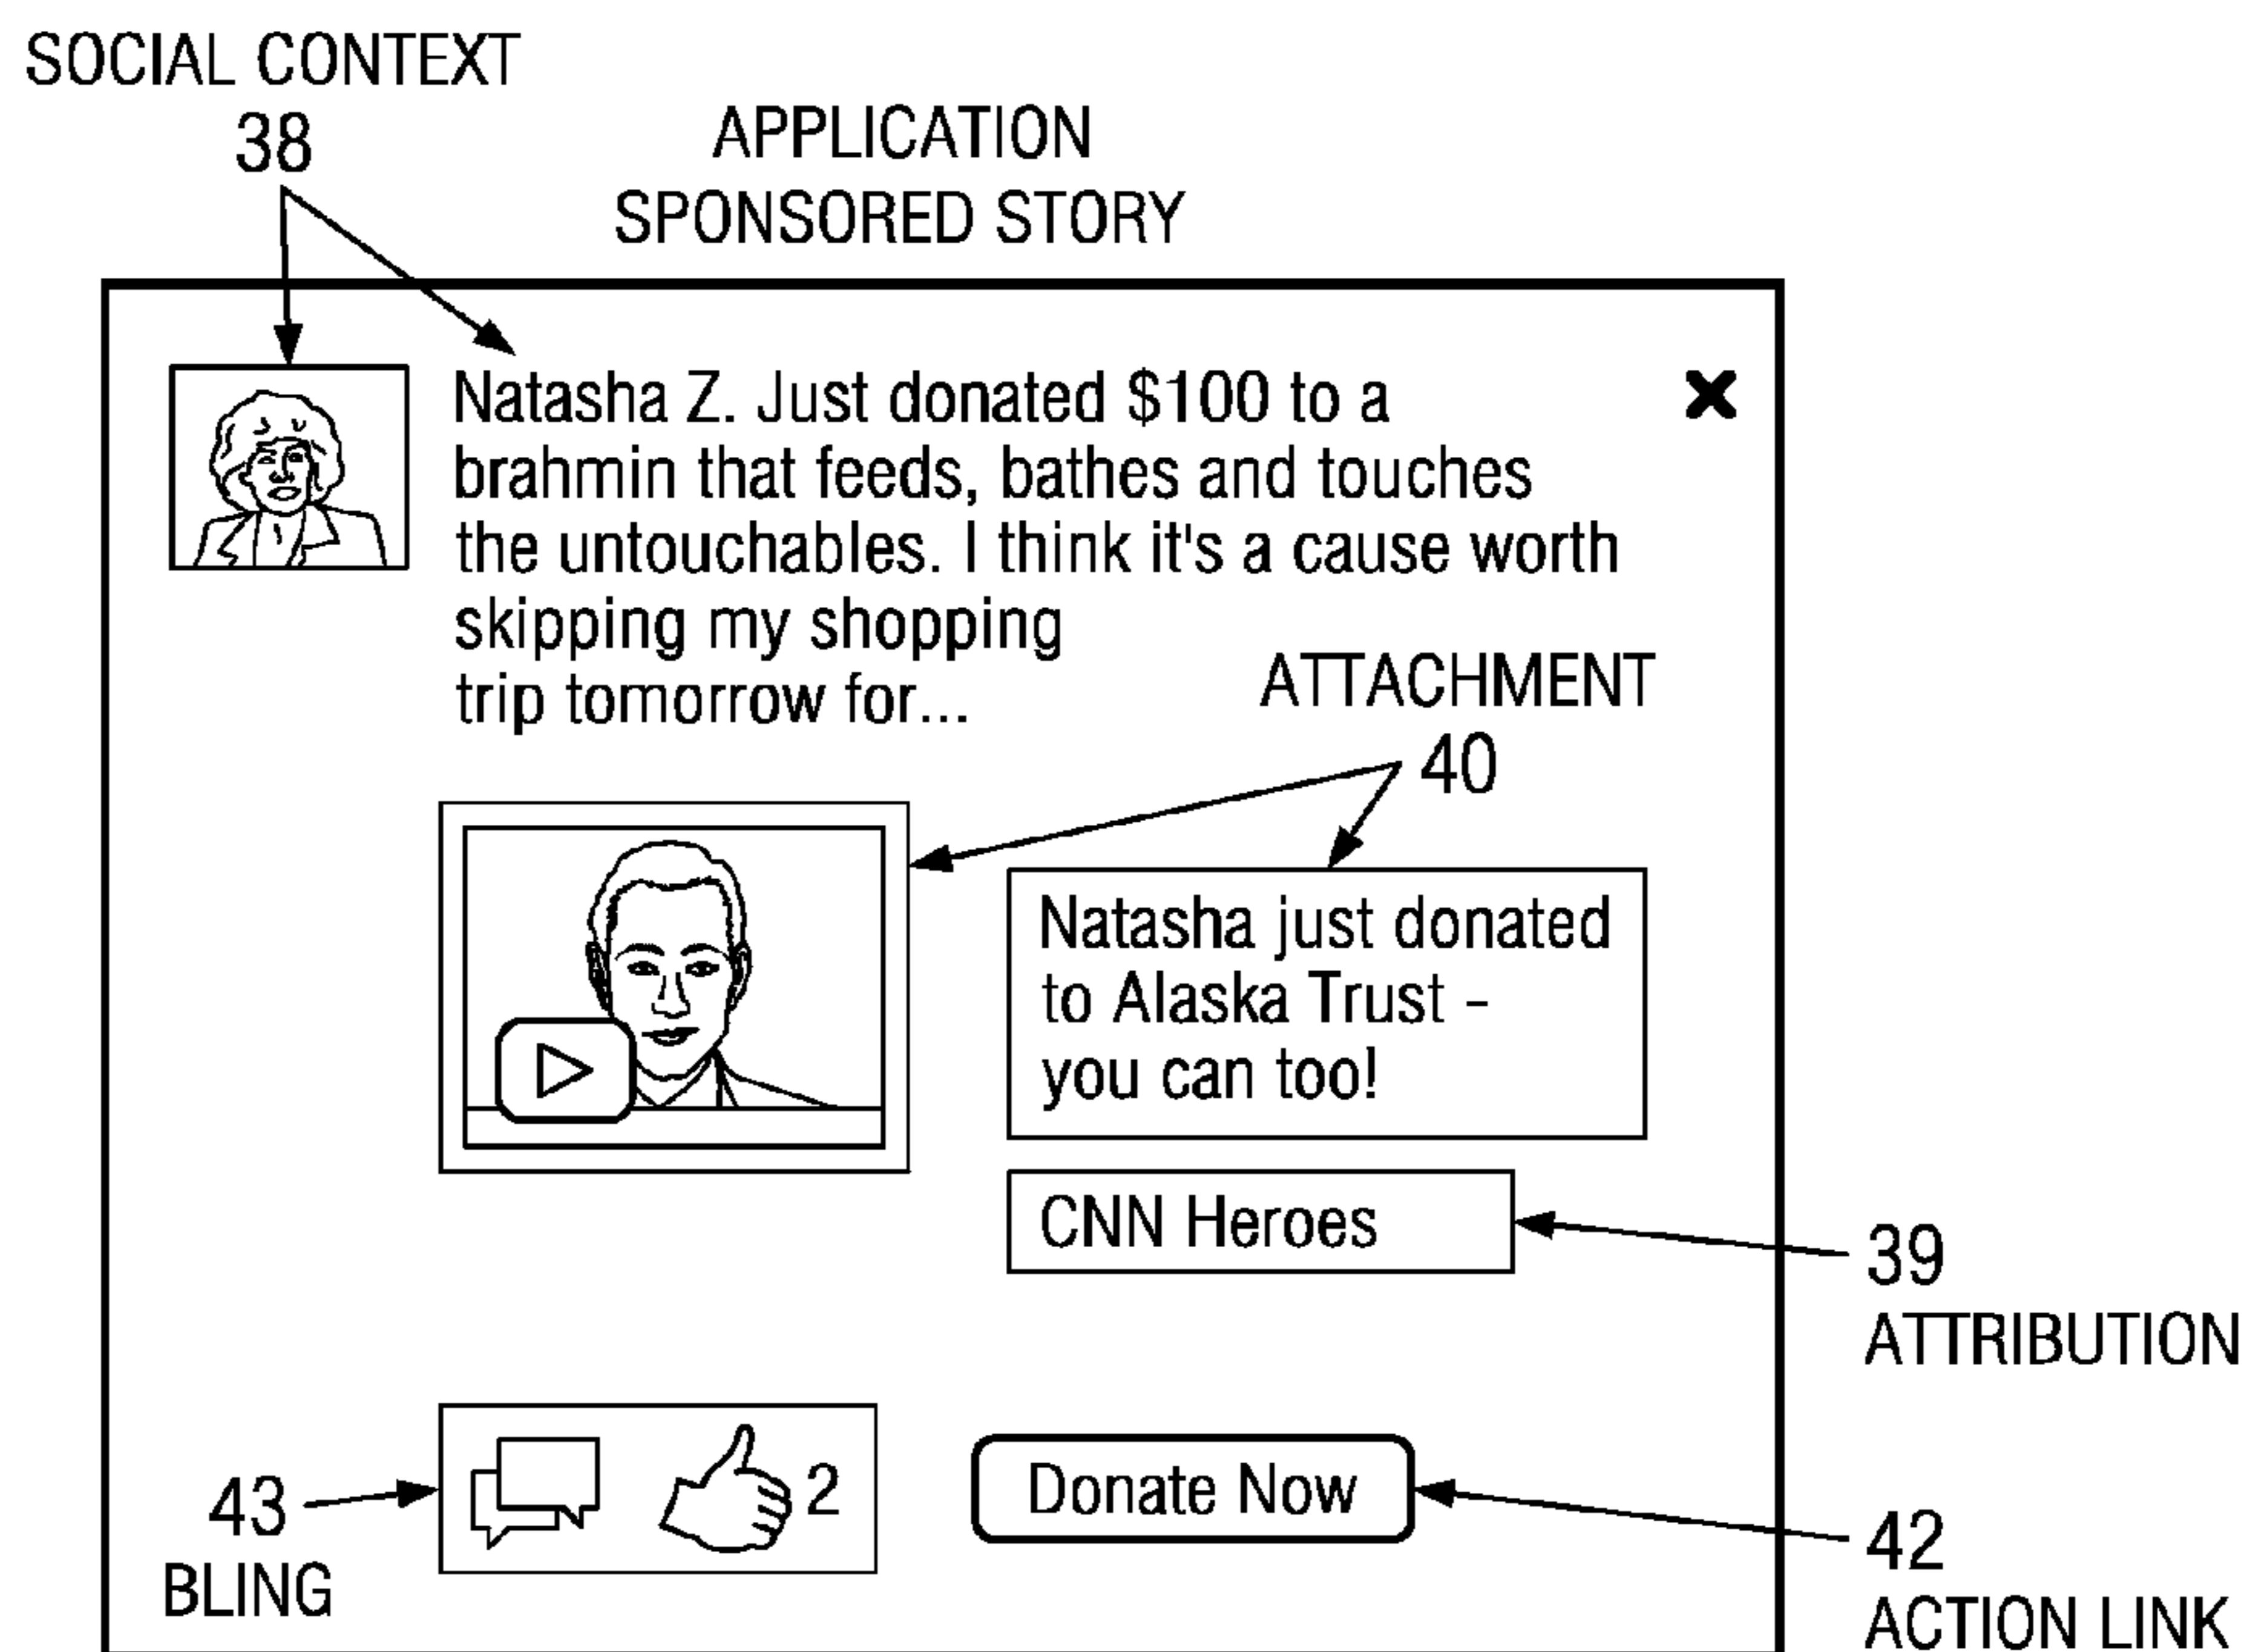 SOCIAL CONTEXT
38
APPLICATION
SPONSORED STORY
Natasha Z. Just donated $100 to a
brahmin that feeds, bathes and touches
the untouchables. I think it's a cause worth
skipping my shopping
trip tomorrow for...
ATTACHMENT
40
Natasha just donated
to Alaska Trust -
you can too!
CNN Heroes
39
ATTRIBUTION
43
BLING
2
Donate Now
42
ACTION LINK